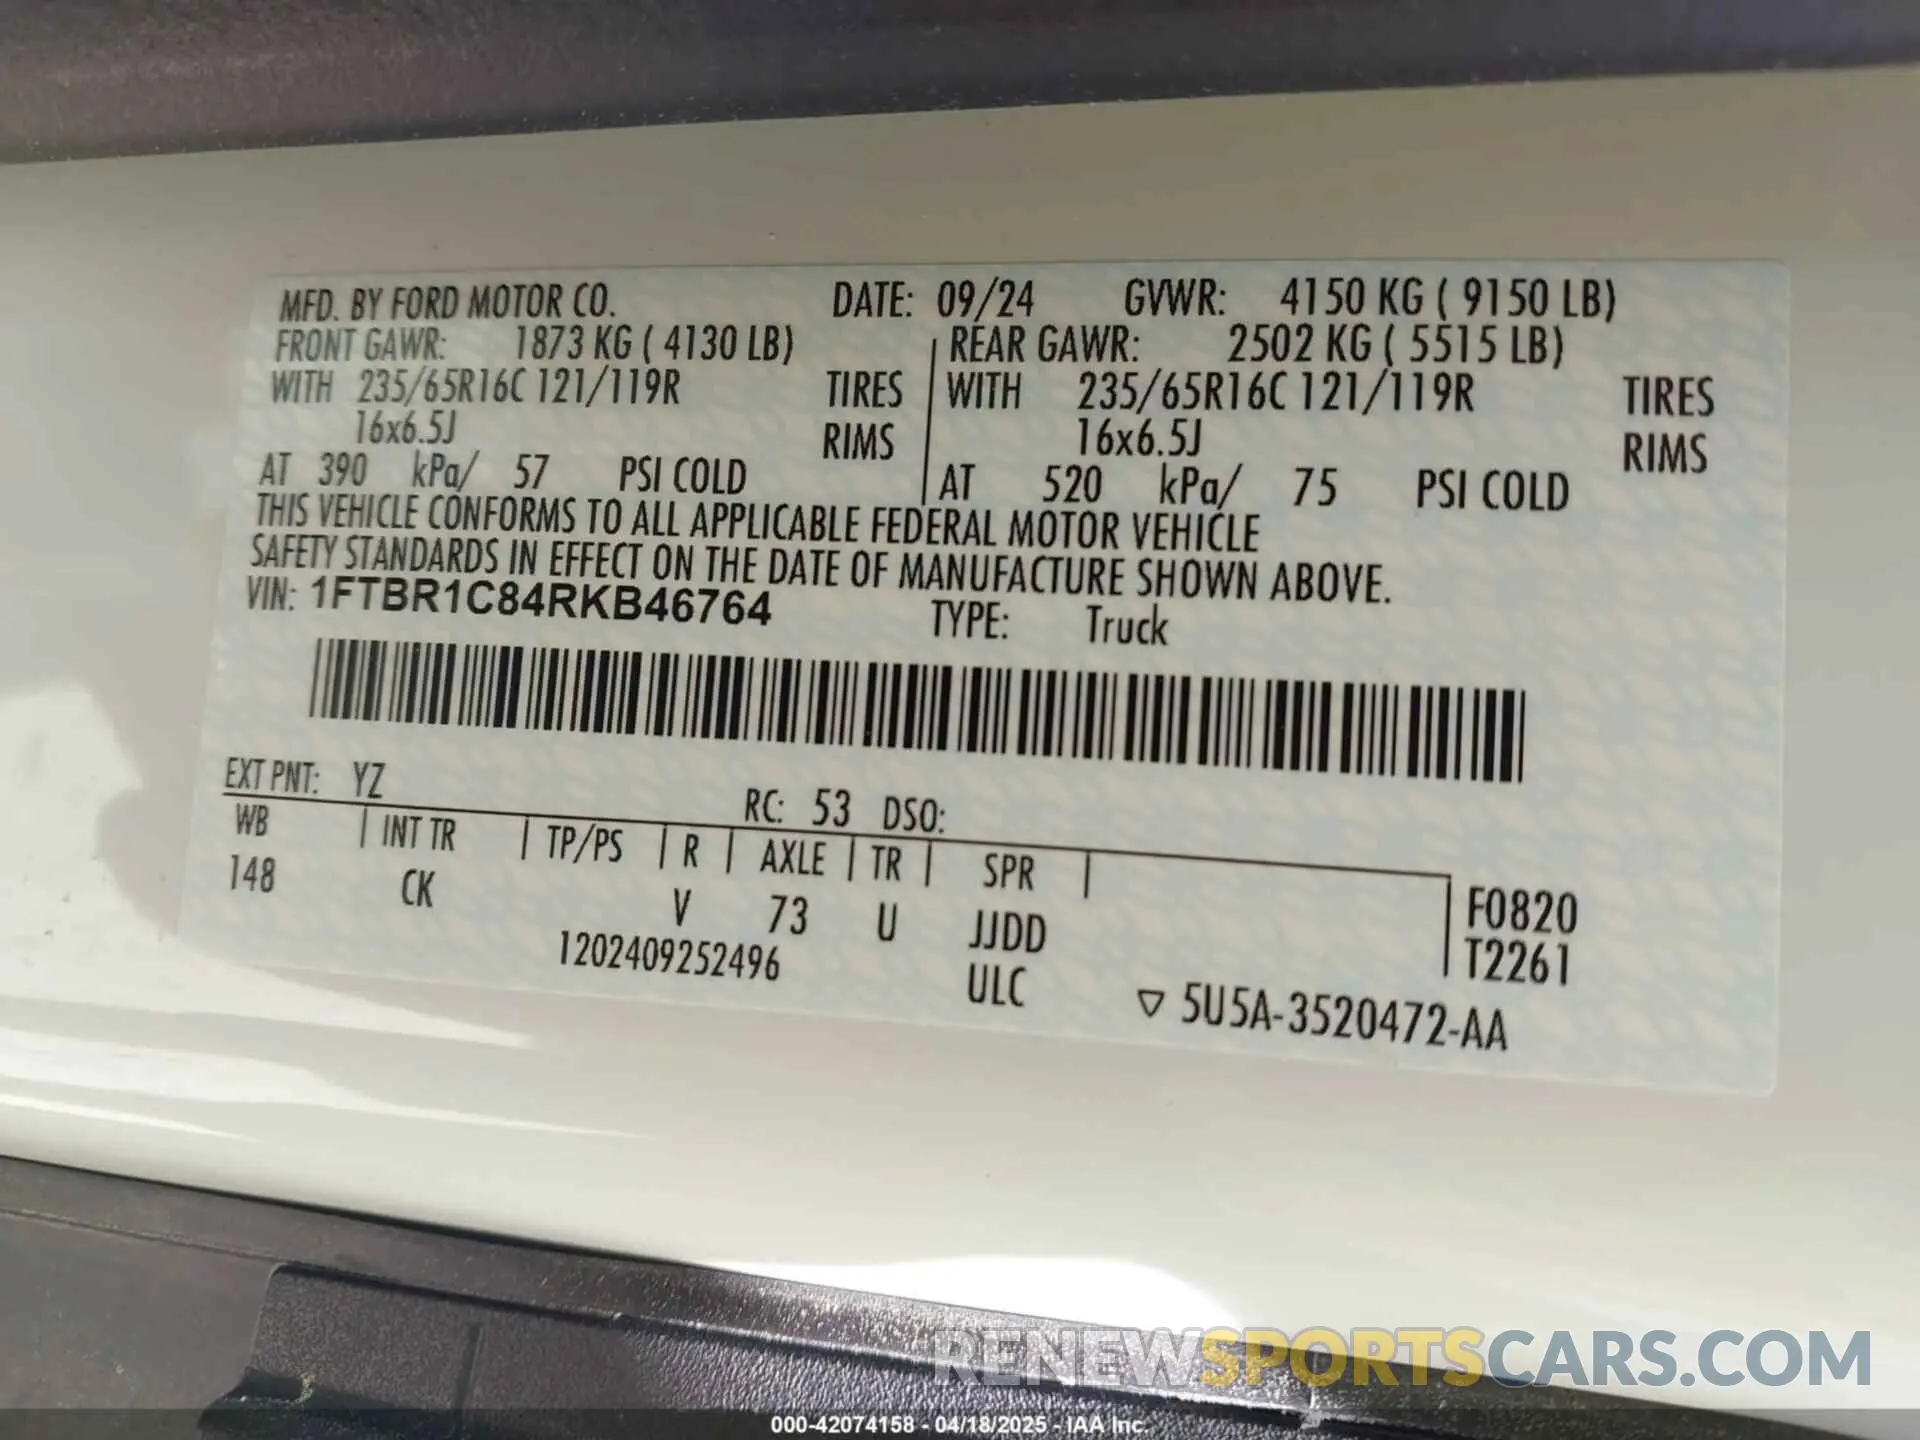 MFD. BY FORD MOTOR CO. DATE: 09/24 GVWR: 4150 KG ( 9150 LB)
FRONT GAWR: 1873 KG ( 4130 LB) REAR GAWR: 2502 KG ( 5515 LB)
WITH 235/65R16C 121/119R TIRES WITH 235/65R16C 121/119R TIRES
16x6.5J RIMS 16x6.5J RIMS
AT 390 kPa/ 57 PSI COLD AT 520 kPa/ 75 PSI COLD
THIS VEHICLE CONFORMS TO ALL APPLICABLE FEDERAL MOTOR VEHICLE
SAFETY STANDARDS IN EFFECT ON THE DATE OF MANUFACTURE SHOWN ABOVE.
VIN: 1FTBR1C84RKB46764 TYPE: Truck
EXT PNT: YZ RC: 53 DSO:
WB INT TR TP/PS R AXLE TR SPR
148 CK V 73 U JJDD F0820
1202409252496 ULC T2261
▽ 5U5A-3520472-AA
RENEWSPORTSCARS.COM
000-42074158 - 04/18/2025 - IAA Inc.